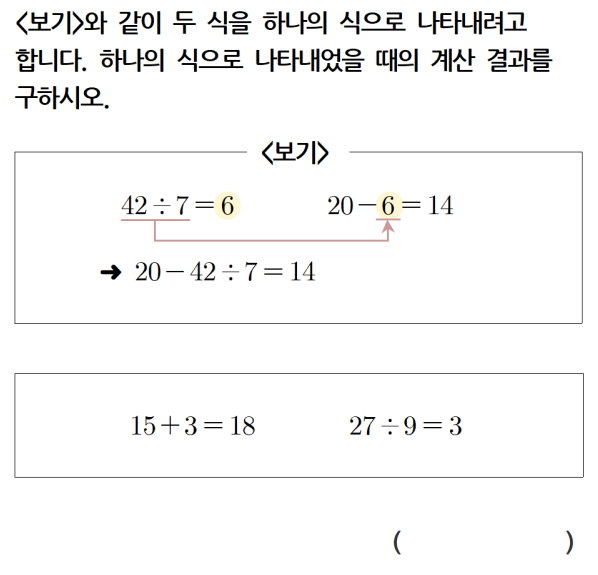 <보기>와 같이 두 식을 하나의 식으로 나타내려고
합니다. 하나의 식으로 나타내었을 때의 계산 결과를
구하시오.
<보기>
42÷7=6 20-6=14
➜ 20-42÷7=14
15+3=18 27÷9=3
( )